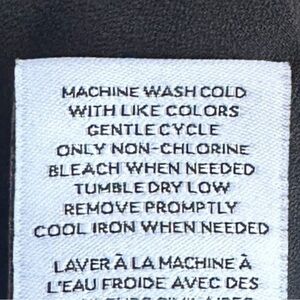 MACHINE WASH COLD
WITH LIKE COLORS
GENTLE CYCLE
ONLY NON-CHLORINE
BLEACH WHEN NEEDED
TUMBLE DRY LOW
REMOVE PROMPTLY
COOL IRON WHEN NEEDED
LAVER À LA MACHINE À
L'EAU FROIDE AVEC DES